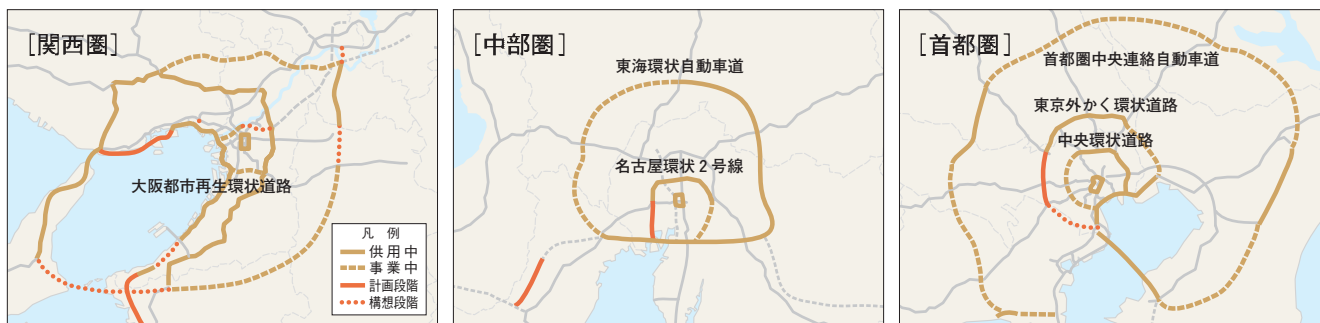 ［関西圏］
大阪都市再生環状道路
凡 例
供用中
事業中
計画段階
構想段階
［中部圏］
東海環状自動車道
名古屋環状２号線
［首都圏］
首都圏中央連絡自動車道
東京外かく環状道路
中央環状道路